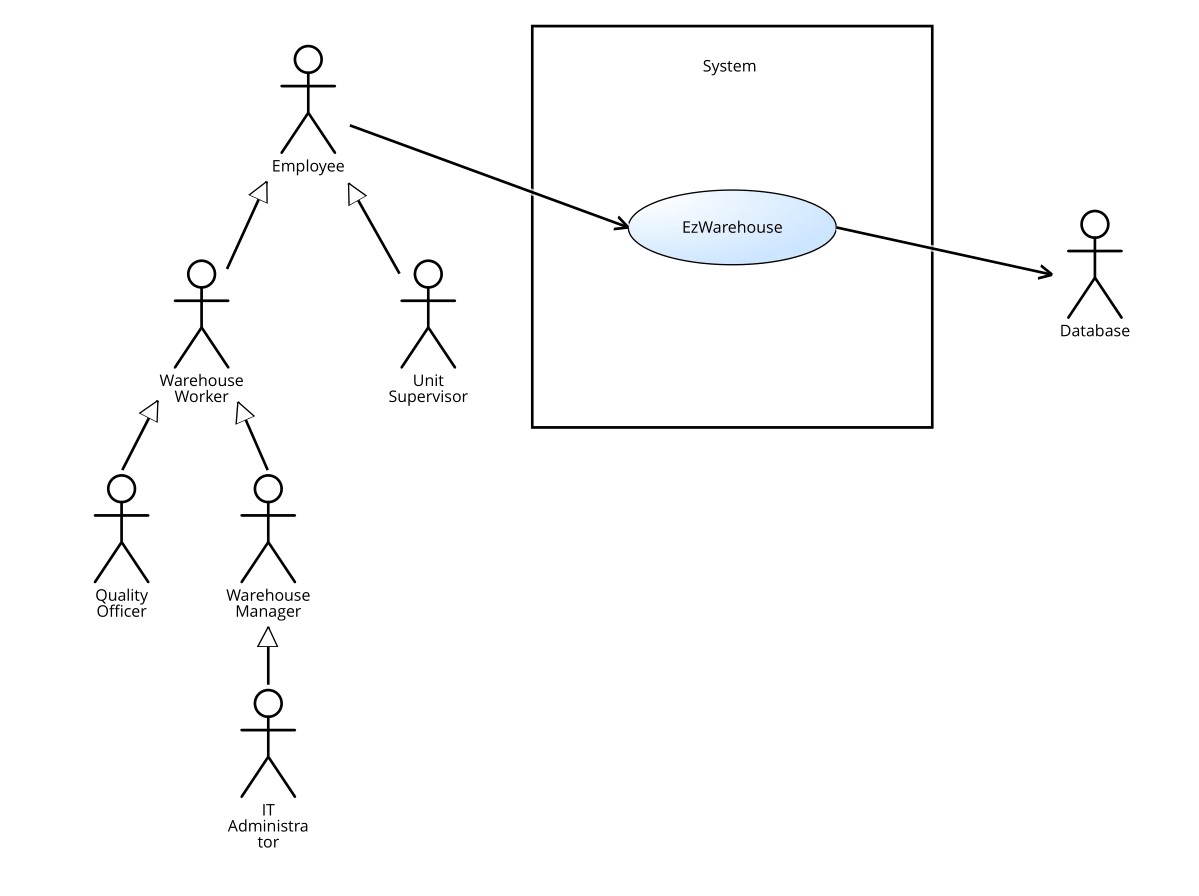 System
Employee
EzWarehouse
Database
Warehouse
Worker
Unit
Supervisor
Quality
Officer
Warehouse
Manager
IT
Administra
tor